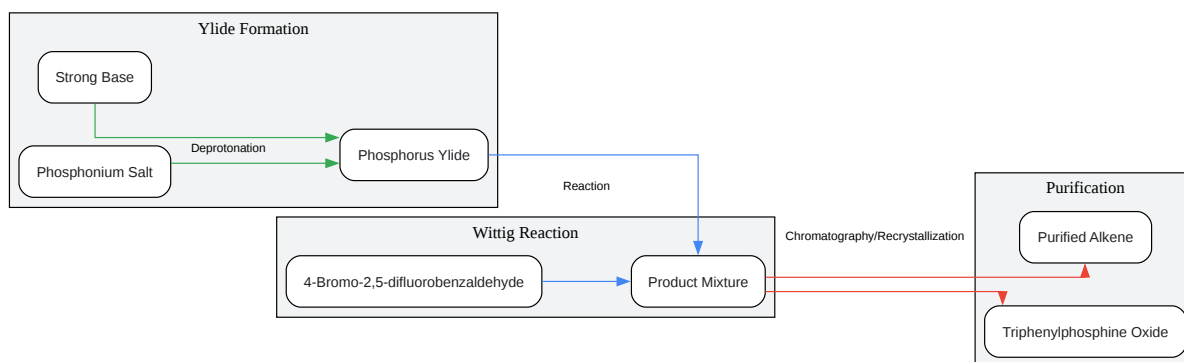 Ylide Formation
Strong Base
Deprotonation
Phosphonium Salt
Phosphorus Ylide
Reaction
Wittig Reaction
4-Bromo-2,5-difluorobenzaldehyde
Product Mixture
Chromatography/Recrystallization
Purification
Purified Alkene
Triphenylphosphine Oxide